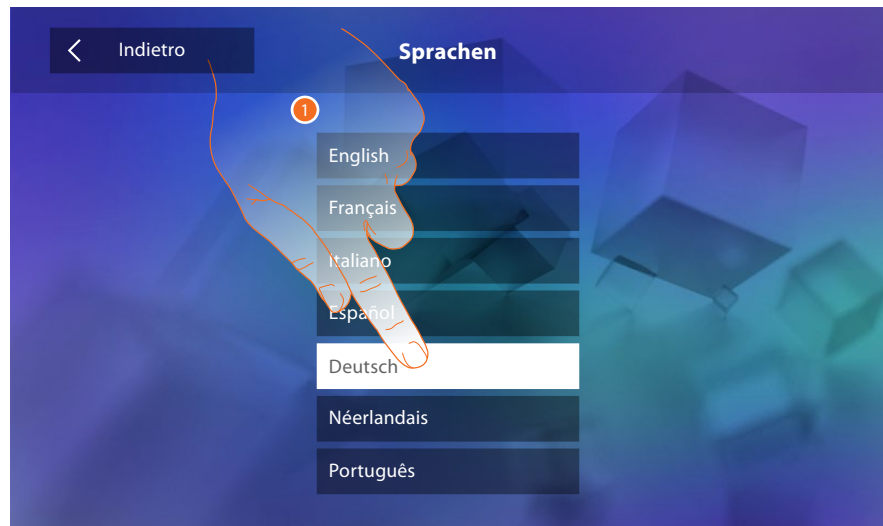 Indietro
Sprachen
1
English
Français
Italiano
Español
Deutsch
Néerlandais
Português